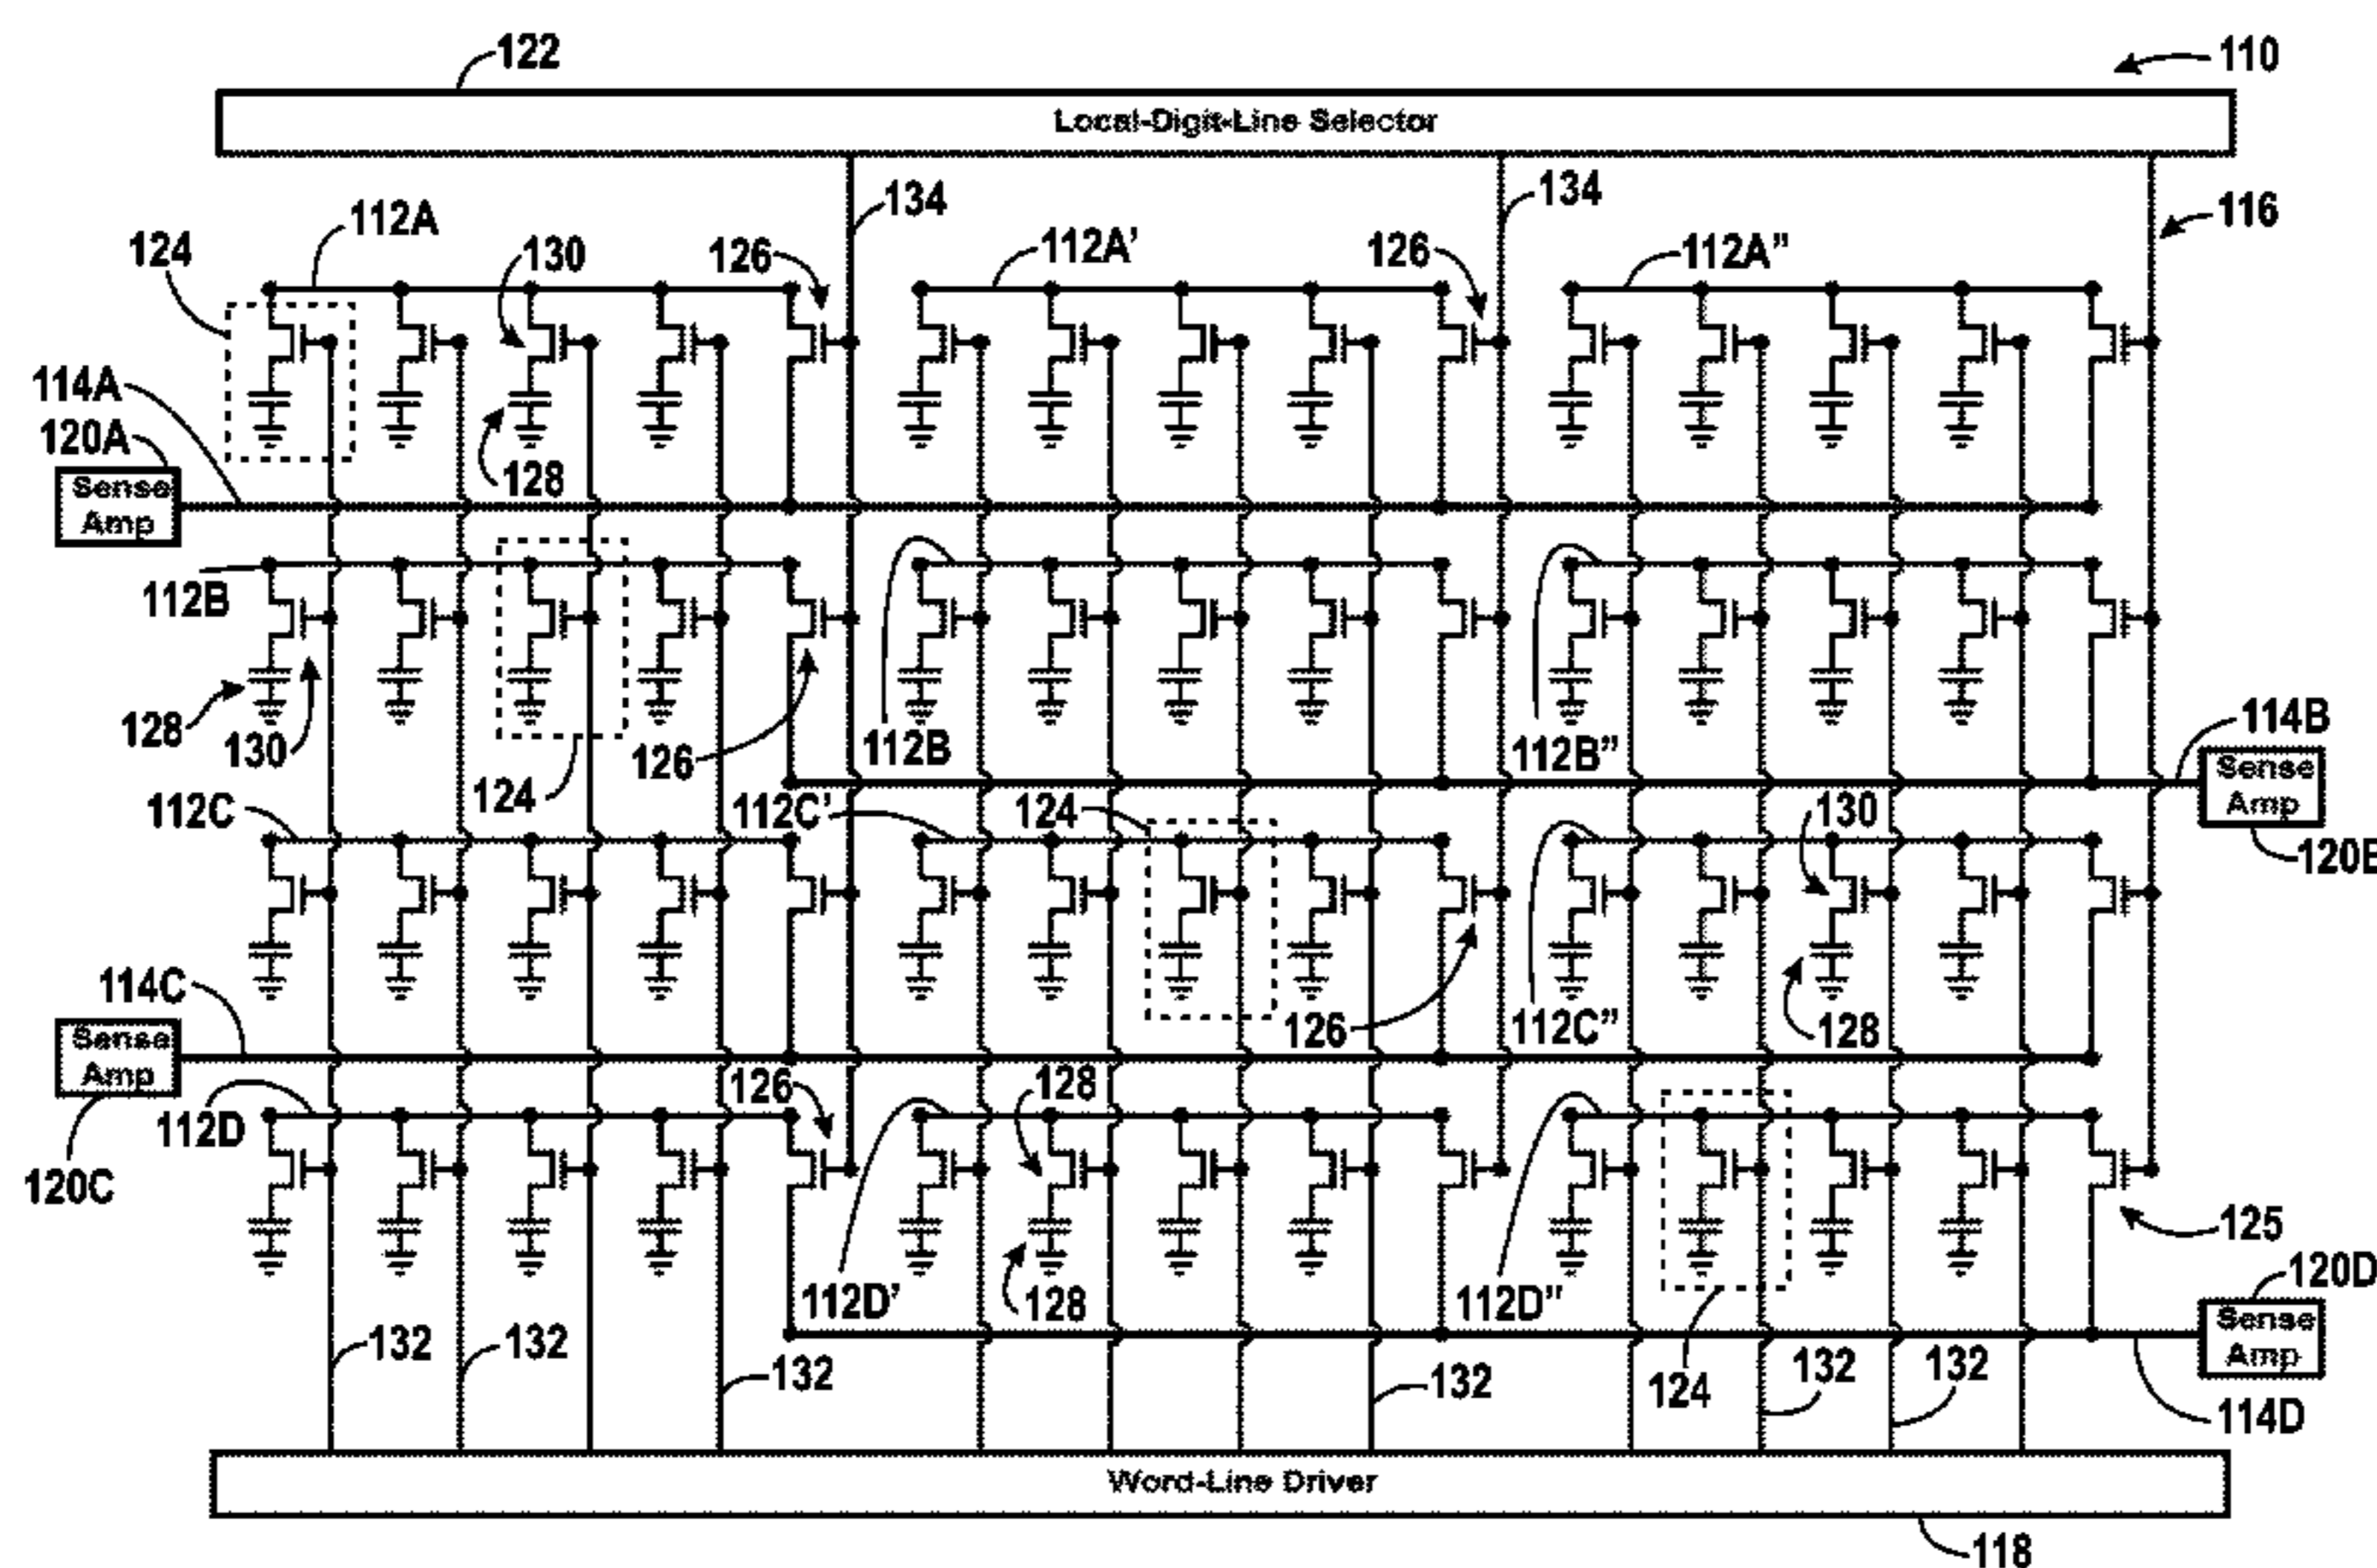 122
110
Local-Digit-Line Selector
134
134
116
112A
124
130
126
112A'
126
112A"
114A
120A
128
Sense
Amp
112B
128
130
124
126
112B
112B"
114B
Sense
Amp
112C
112C'
124
130
120B
114C
126
112C"
128
Sense
Amp
126
128
112D
120C
125
112D'
128
112D"
120D
Sense
Amp
132
132
132
132
124
132
132
114D
Word-Line Driver
118